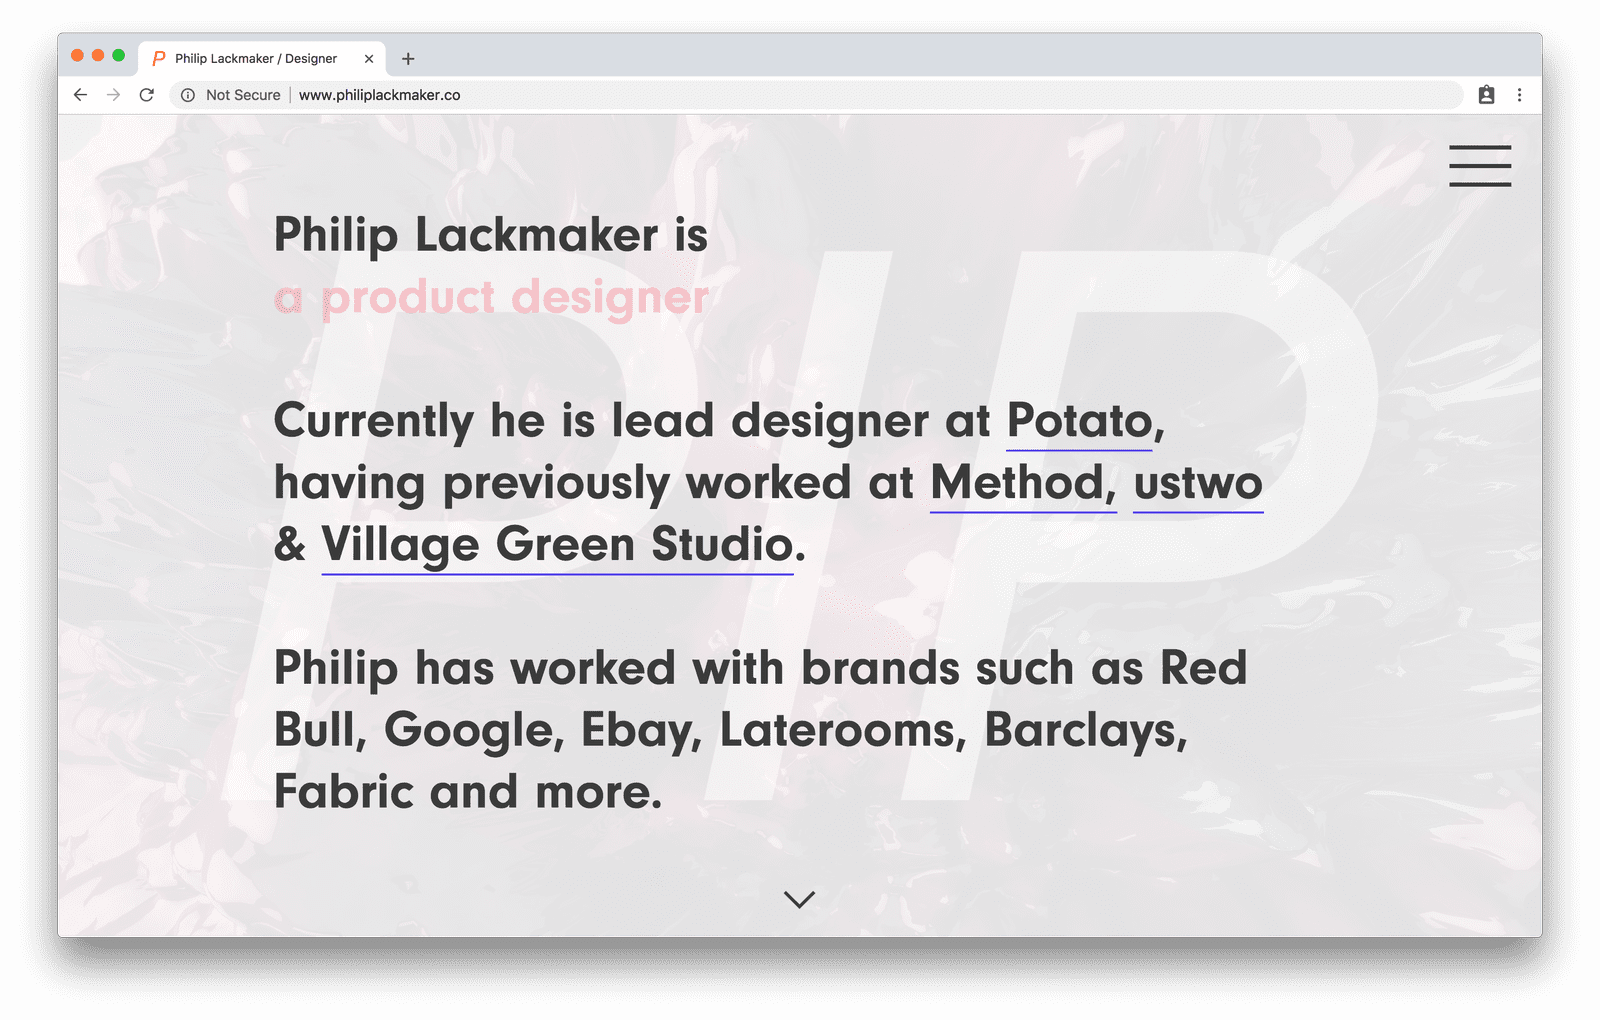 P Philip Lackmaker / Designer
Not Secure | www.philiplackmaker.co
PIP
Philip Lackmaker is
a product designer
Currently he is lead designer at Potato,
having previously worked at Method, ustwo
& Village Green Studio.
Philip has worked with brands such as Red
Bull, Google, Ebay, Laterooms, Barclays,
Fabric and more.